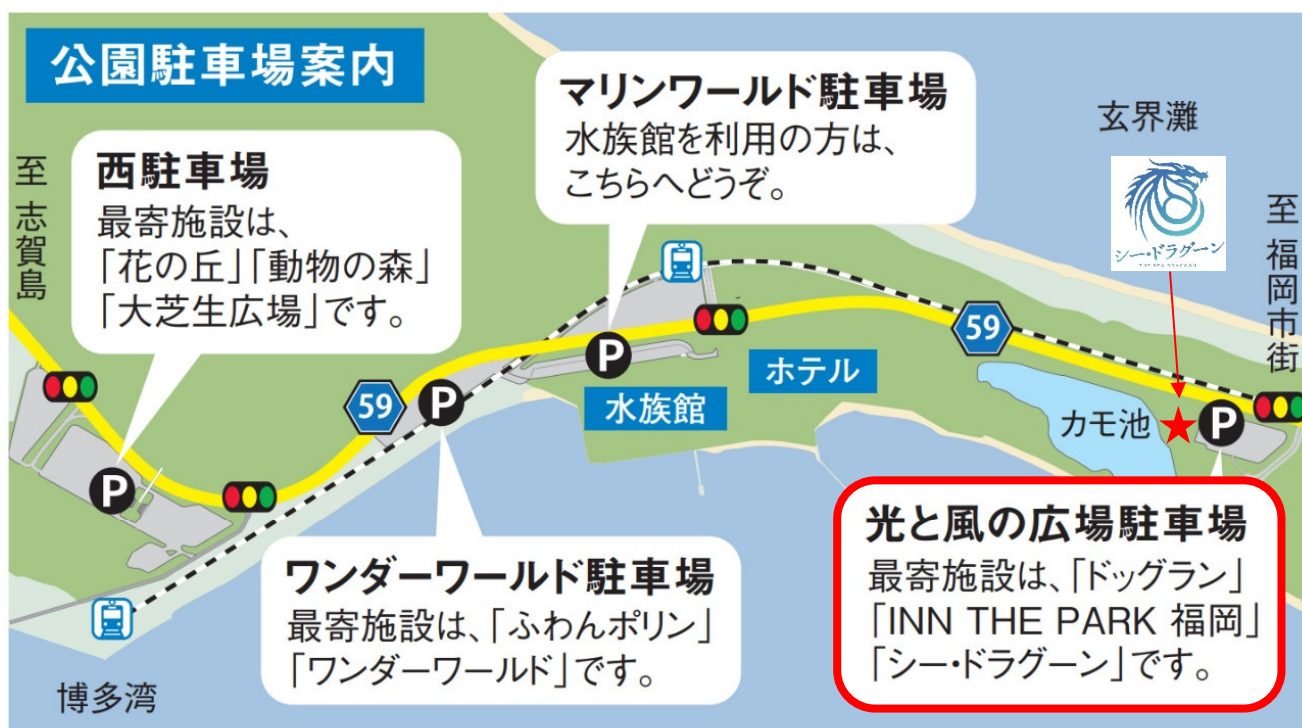 公園駐車場案内
マリンワールド駐車場
水族館を利用の方は、
こちらへどうぞ。
玄界灘
シー・ドラグーン
THE SEA DRAGOON
至 福岡市街
至 志賀島
西駐車場
最寄施設は、
「花の丘」「動物の森」
「大芝生広場」です。
59
ホテル
59
P
水族館
P
カモ池
P
P
光と風の広場駐車場
最寄施設は、「ドッグラン」
「INN THE PARK 福岡」
「シー・ドラグーン」です。
ワンダーワールド駐車場
最寄施設は、「ふわんポリン」
「ワンダーワールド」です。
博多湾